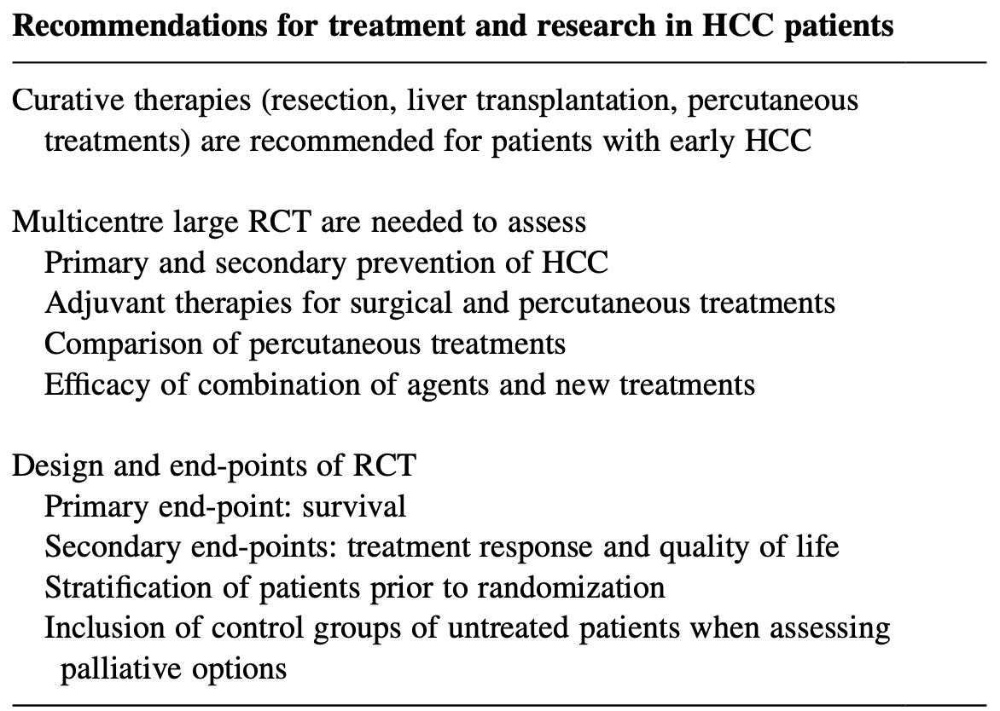 Recommendations for treatment and research in HCC patients
Curative therapies (resection, liver transplantation, percutaneous
treatments) are recommended for patients with early HCC
Multicentre large RCT are needed to assess
Primary and secondary prevention of HCC
Adjuvant therapies for surgical and percutaneous treatments
Comparison of percutaneous treatments
Efficacy of combination of agents and new treatments
Design and end-points of RCT
Primary end-point: survival
Secondary end-points: treatment response and quality of life
Stratification of patients prior to randomization
Inclusion of control groups of untreated patients when assessing
palliative options